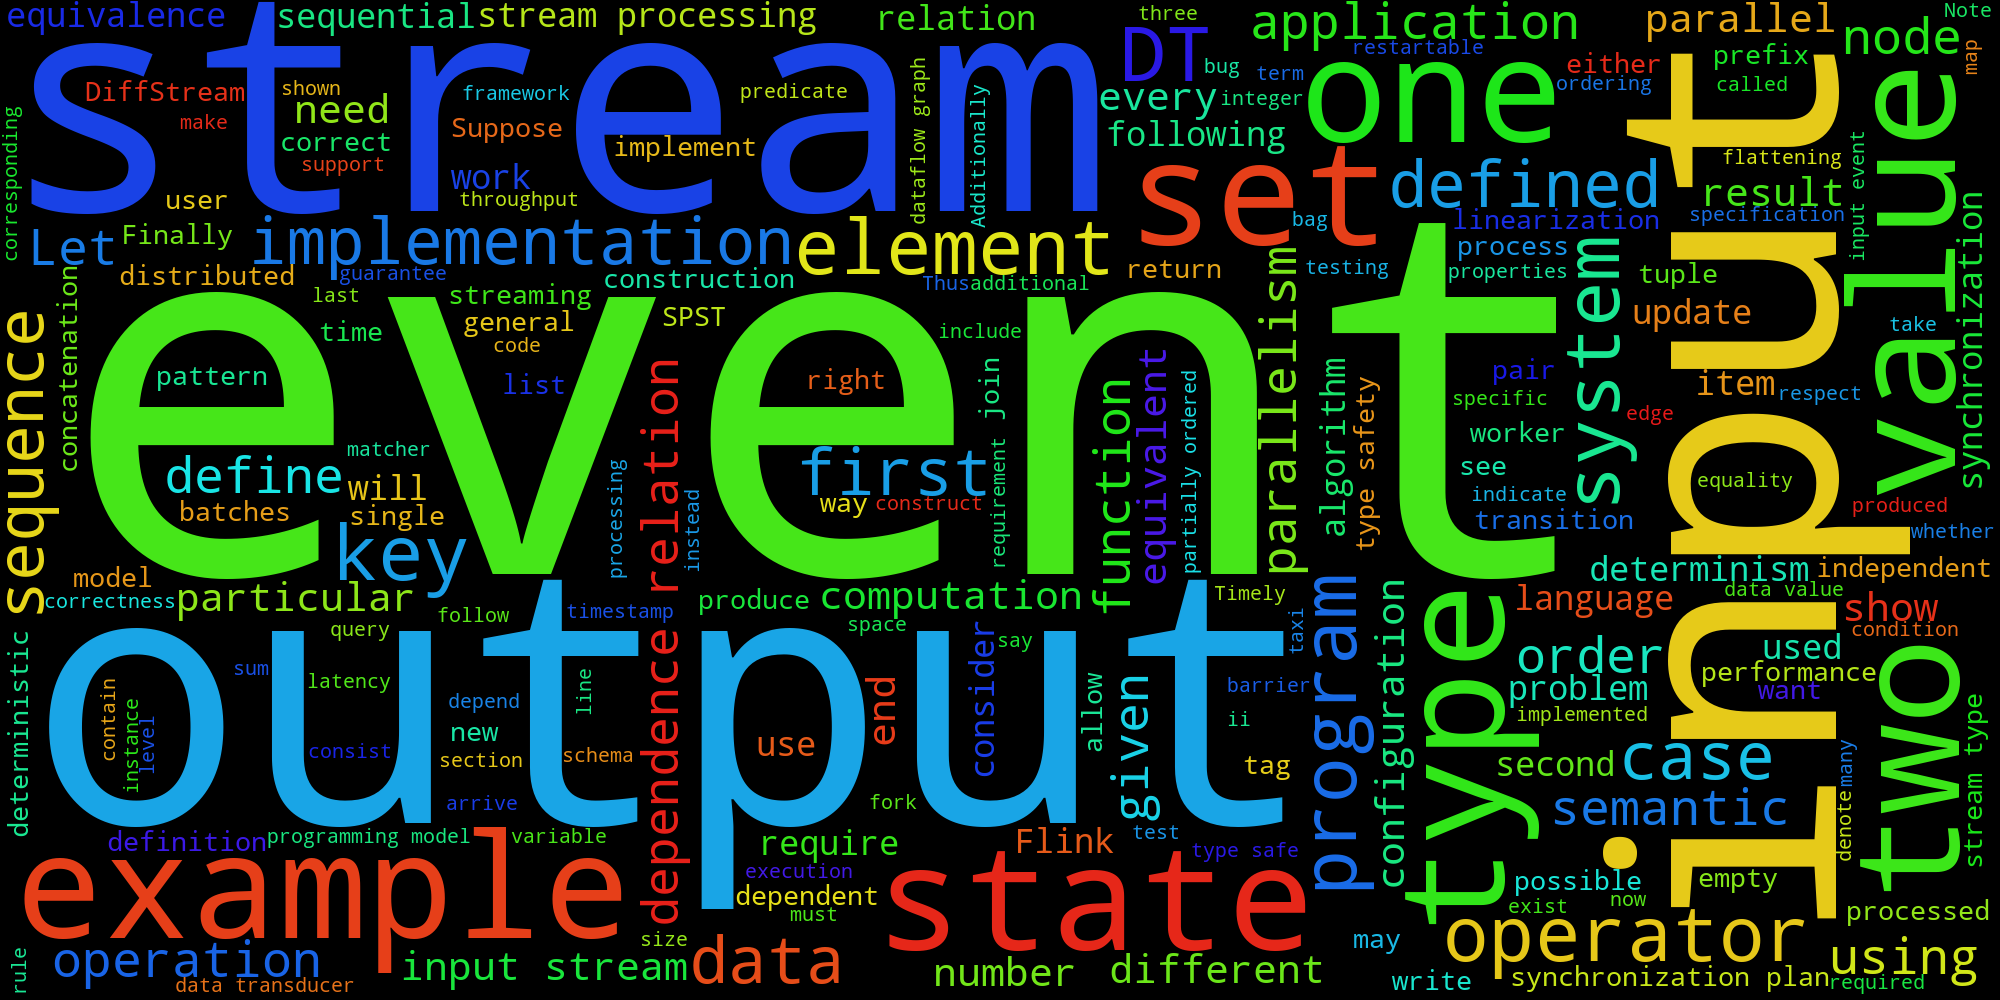 equivalence
sequential
stream processing
relation
three
DT
application
parallel
Note
stream
restartable
node
map
DiffStream
shown
framework
predicate
dataflow graph
bug
term
one
either
prefix
need
make
Suppose
Additionally
every
integer
ordering
called
correct
support
implement
following
input
value
corresponding
work
throughput
set
defined
flattening
result
input event
user
Let
Finally
implementation
element
bag
linearization
specification
synchronization
distributed
guarantee
construction
return
parallelism
testing
process
properties
system
tuple
Thus
additional
concatenation
last
streaming
general
SPST
time
code
include
update
take
sequence
event
pattern
list
right
join
function
equivalent
partially ordered
algorithm
type safety
pair
specific
item
respect
edge
matcher
worker
define
will
first
see
equality
batches
single
key
processing
instead
dependence relation
way
construct
requirement
indicate
transition
produced
whether
model
correctness
particular
follow
timestamp
produce
computation
Timely
determinism
independent
query
space
say
taxi
program
configuration
type
language
data value
show
condition
deterministic
output
sum
latency
depend
line
end
consider
allow
given
barrier
order
used
two
contain
instance
level
consist
new
section
schema
use
ii
tag
problem
performance
want
implemented
stream type
arrive
fork
second
case
many
semantic
definition
programming model
variable
require
Flink
test
type safe
denote
example
execution
dependent
must
state
possible
empty
exist
now
processed
operation
size
data
may
operator
using
rule
data transducer
input stream
number
different
write
synchronization plan
required